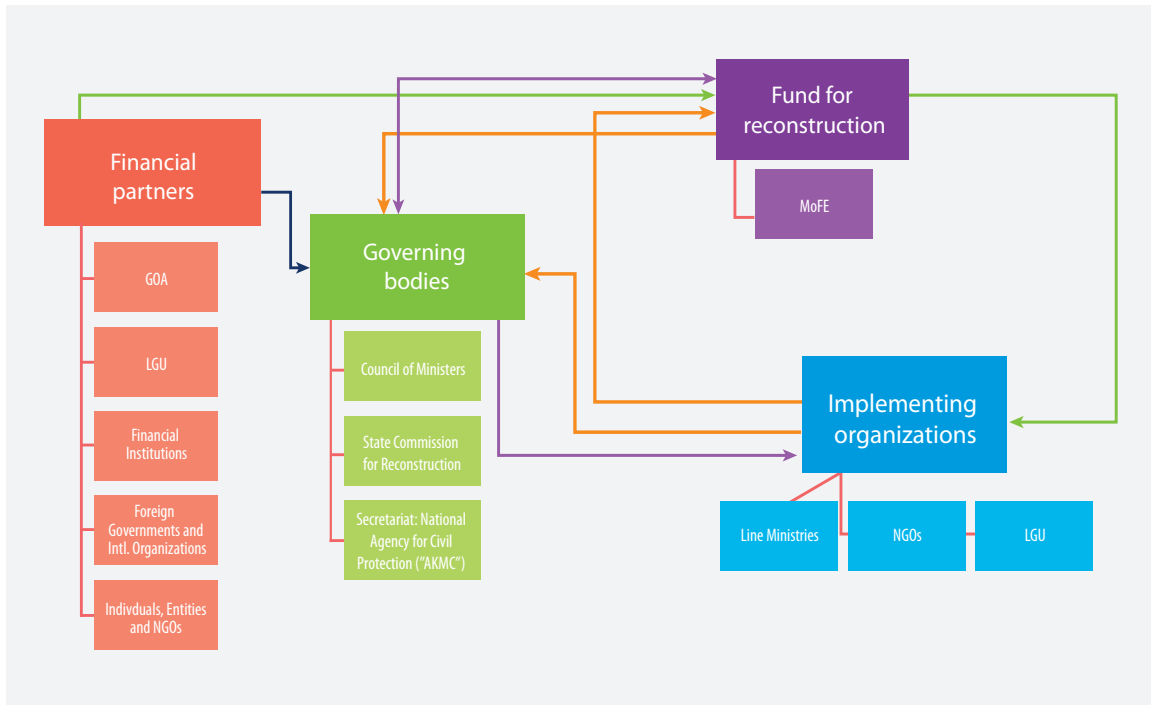 Financial
partners
GOA
LGU
Financial
Institutions
Foreign
Governments and
Intl. Organizations
Indivduals, Entities
and NGOs
Governing
bodies
Council of Ministers
State Commission
for Reconstruction
Secretariat: National
Agency for Civil
Protection (“AKMC”)
Fund for
reconstruction
MoFE
Implementing
organizations
Line Ministries
NGOs
LGU